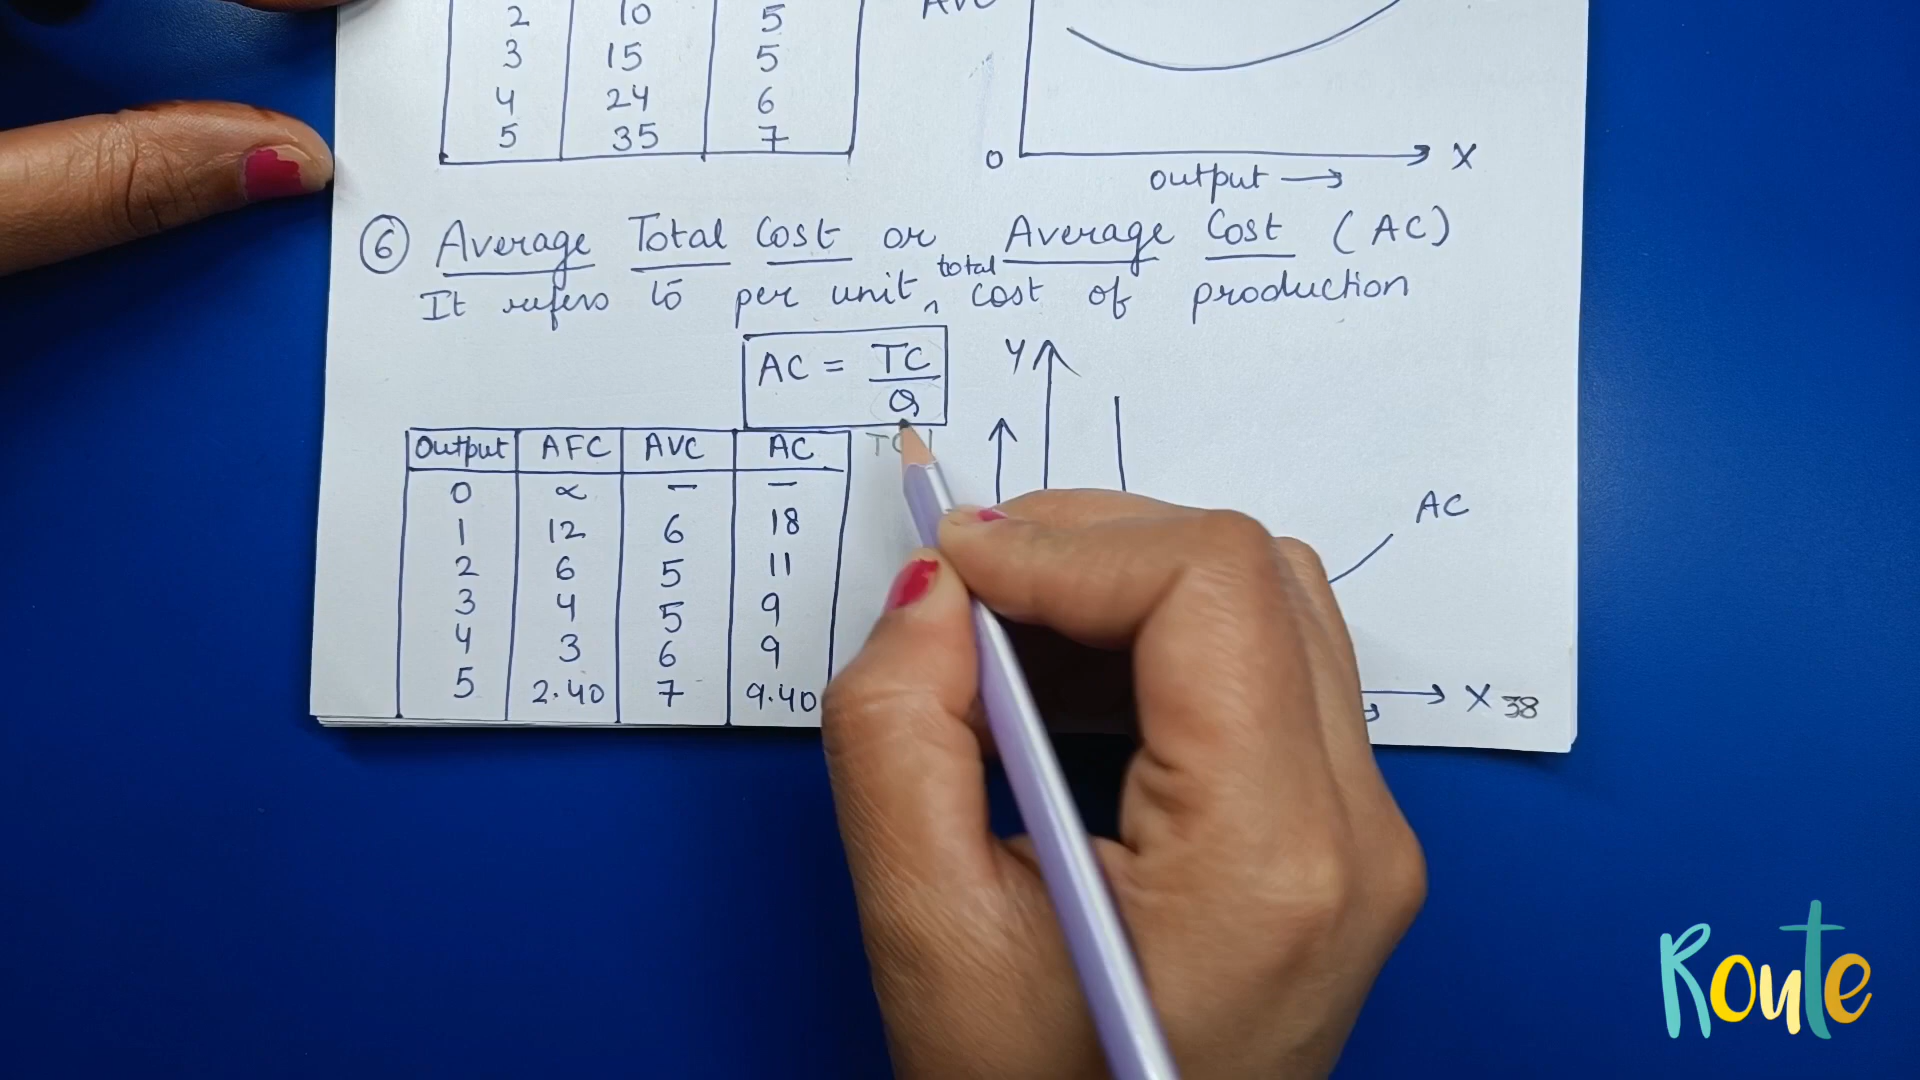 2 10 5
3 15 5
4 24 6
5 35 7
O X
output
6 Average Total Cost or Average Cost (AC)
It refers to per unit total cost of production
AC = TC / Q
Y
Output AFC AVC AC
0 ∝ – –
1 12 6 18
2 6 5 11
3 4 5 9
4 3 6 9
5 2.40 7 9.40
AC
X 38
Route